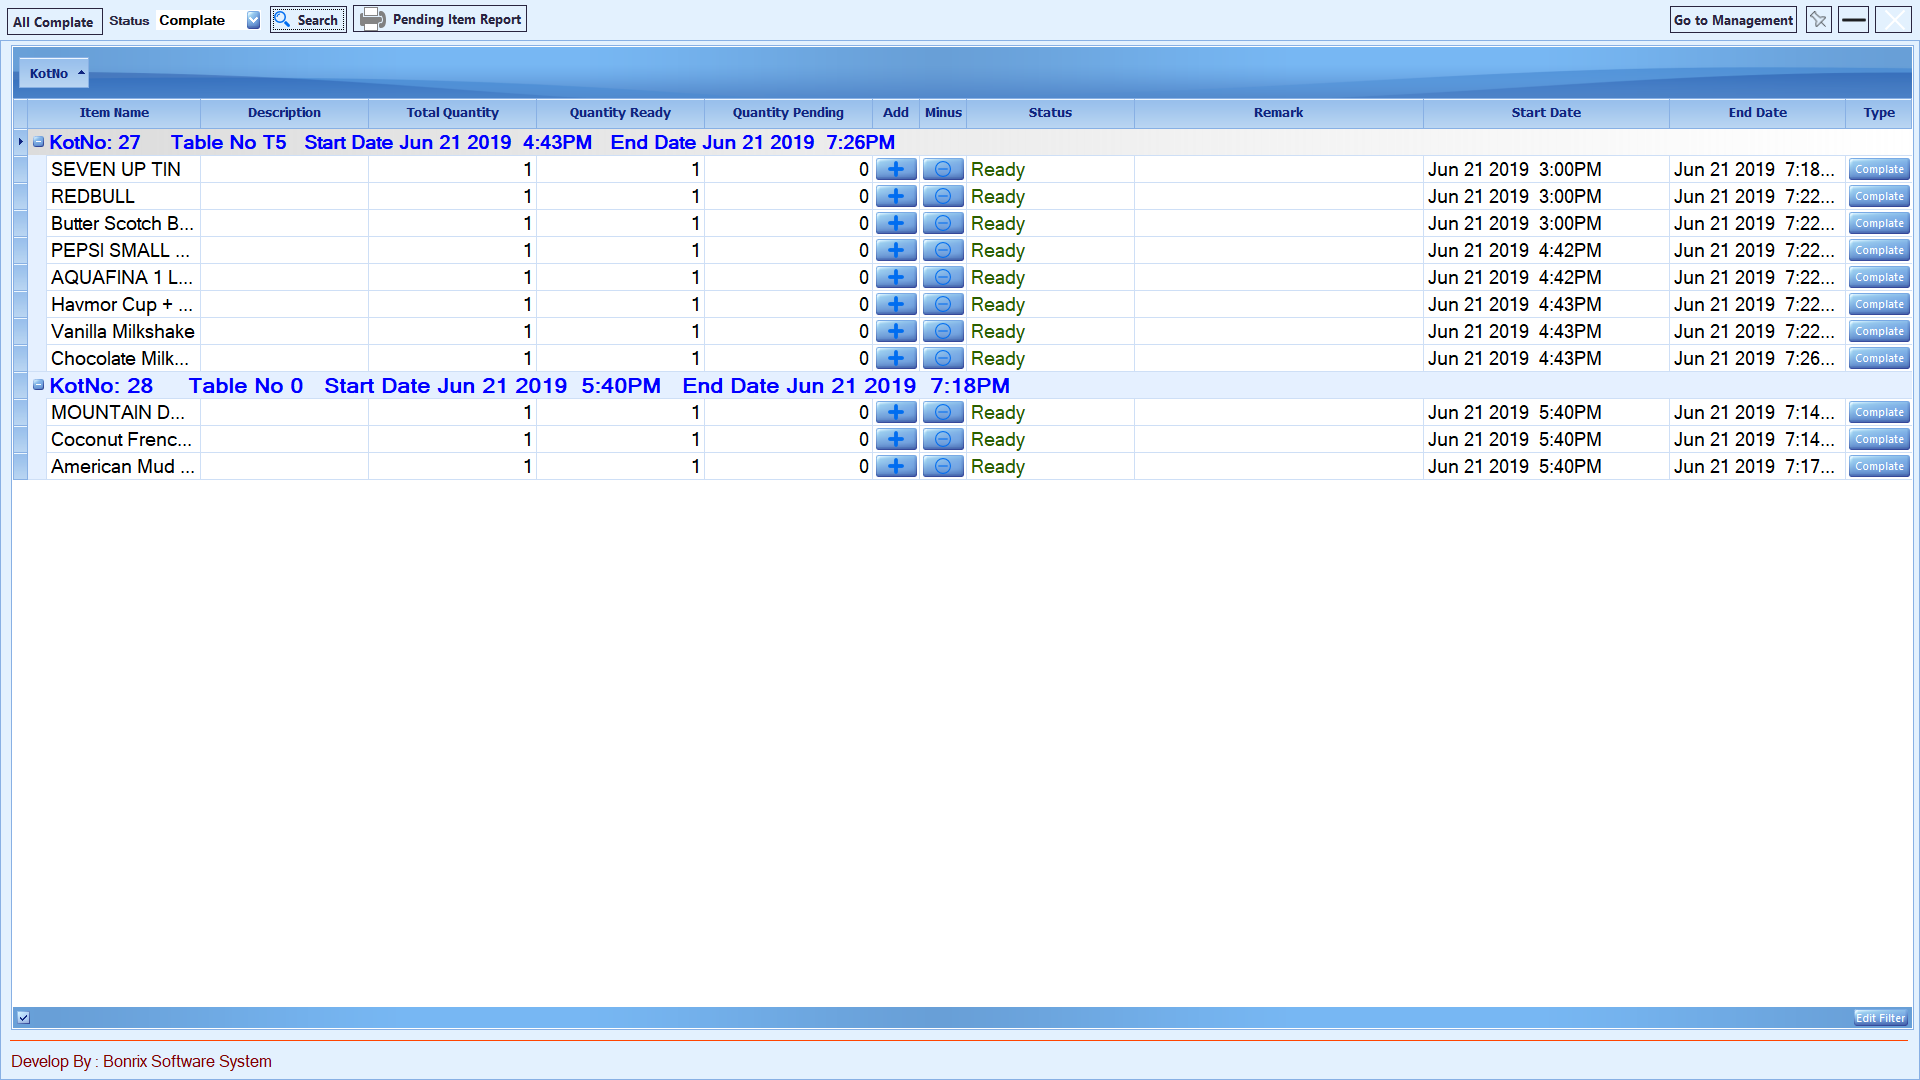 All Complate Status Complate Search Pending Item Report Go to Management
KotNo
Item Name Description Total Quantity Quantity Ready Quantity Pending Add Minus Status Remark Start Date End Date Type
KotNo: 27 Table No T5 Start Date Jun 21 2019 4:43PM End Date Jun 21 2019 7:26PM
SEVEN UP TIN 1 1 0 Ready Jun 21 2019 3:00PM Jun 21 2019 7:18... Complate
REDBULL 1 1 0 Ready Jun 21 2019 3:00PM Jun 21 2019 7:22... Complate
Butter Scotch B... 1 1 0 Ready Jun 21 2019 3:00PM Jun 21 2019 7:22... Complate
PEPSI SMALL ... 1 1 0 Ready Jun 21 2019 4:42PM Jun 21 2019 7:22... Complate
AQUAFINA 1 L... 1 1 0 Ready Jun 21 2019 4:42PM Jun 21 2019 7:22... Complate
Havmor Cup + ... 1 1 0 Ready Jun 21 2019 4:43PM Jun 21 2019 7:22... Complate
Vanilla Milkshake 1 1 0 Ready Jun 21 2019 4:43PM Jun 21 2019 7:22... Complate
Chocolate Milk... 1 1 0 Ready Jun 21 2019 4:43PM Jun 21 2019 7:26... Complate
KotNo: 28 Table No 0 Start Date Jun 21 2019 5:40PM End Date Jun 21 2019 7:18PM
MOUNTAIN D... 1 1 0 Ready Jun 21 2019 5:40PM Jun 21 2019 7:14... Complate
Coconut Frenc... 1 1 0 Ready Jun 21 2019 5:40PM Jun 21 2019 7:14... Complate
American Mud ... 1 1 0 Ready Jun 21 2019 5:40PM Jun 21 2019 7:17... Complate
Edit Filter
Develop By : Bonrix Software System